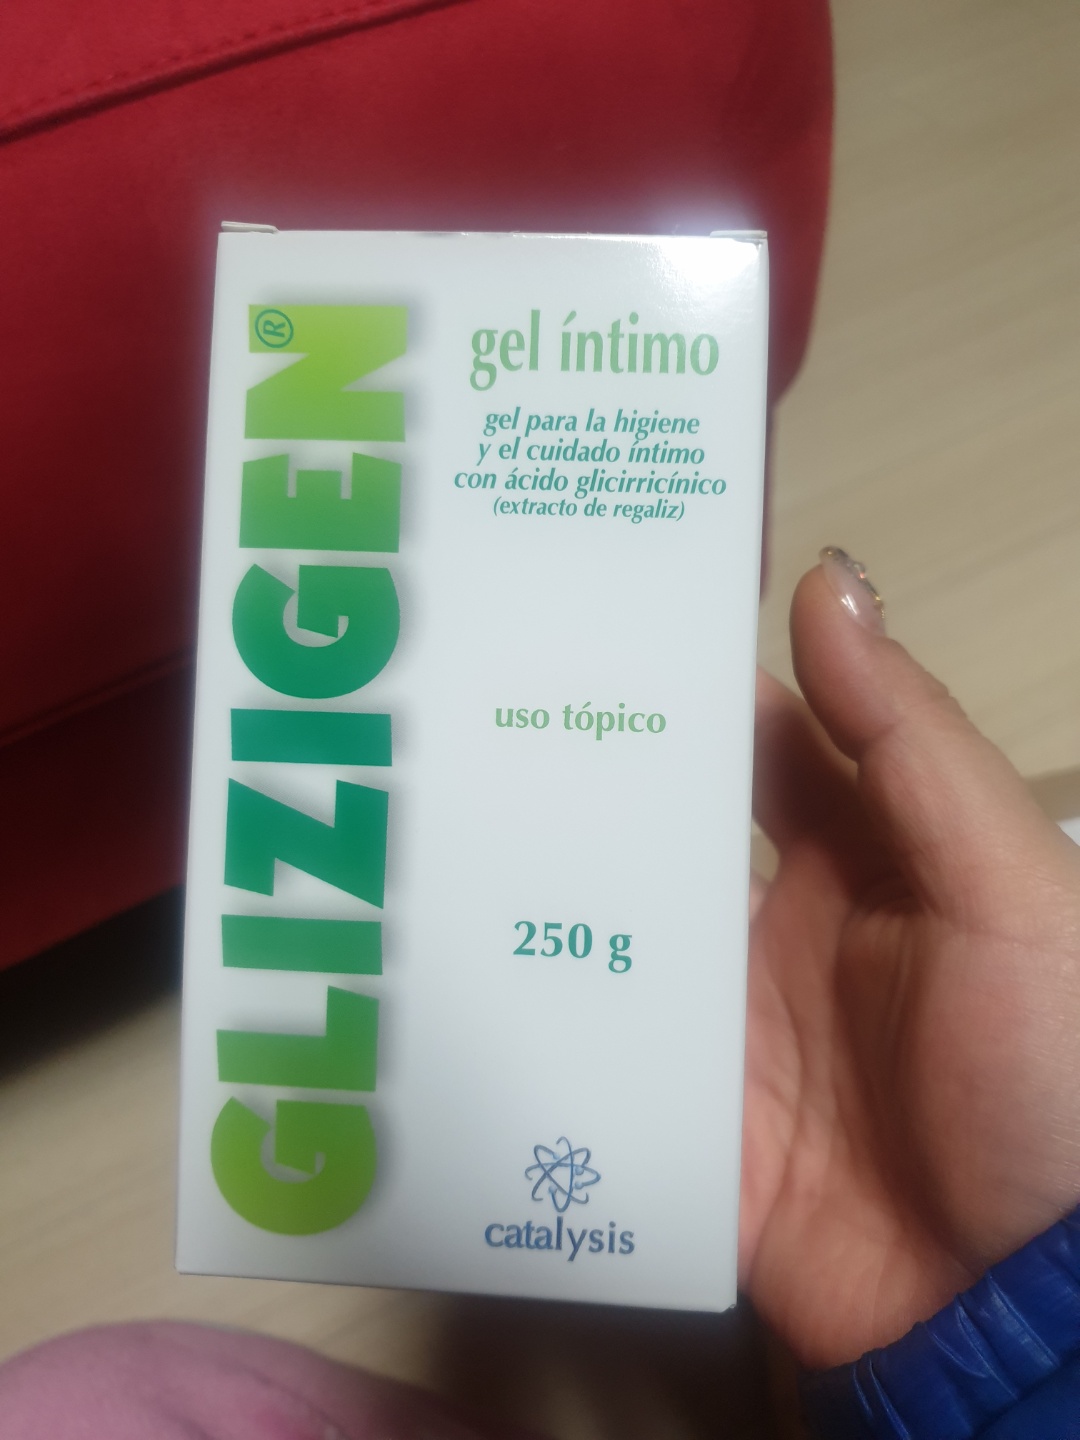 GLIZIGEN®
gel íntimo
gel para la higiene
y el cuidado íntimo
con ácido glicirricínico
(extracto de regaliz)
uso tópico
250 g
catalysis